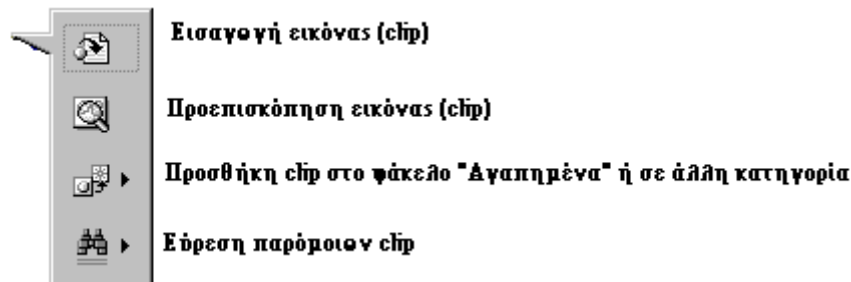 Εισαγωγή εικόνας (clip)
Προεπισκόπηση εικόνας (clip)
Προσθήκη clip στο φάκελο "Αγαπημένα" ή σε άλλη κατηγορία
Εύρεση παρόμοιων clip